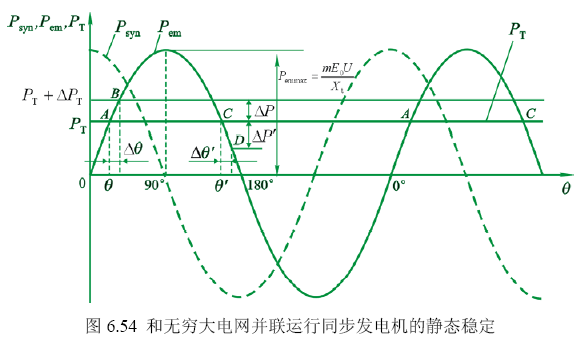 P_syn, P_em, P_T
P_syn
P_em
P_T
P_emmax = mE_0U / X_t
P_T + ΔP_T
B
ΔP
P_T
A
C
A
C
ΔP′
D
Δθ
Δθ′
0
θ
90°
θ′
180°
0°
θ
图 6.54 和无穷大电网并联运行同步发电机的静态稳定